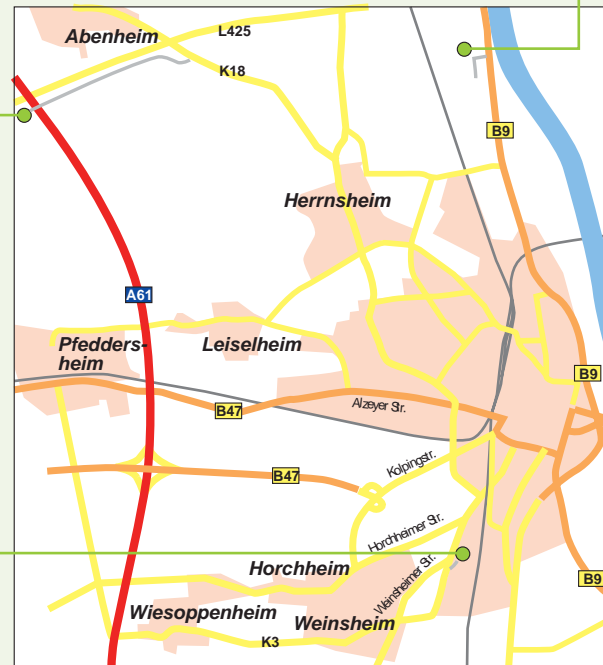 L425
Abenheim
K18
B9
Herrnsheim
A61
Pfedders-
heim
Leiselheim
B9
Alzeyer Str.
B47
Kolpingstr.
B47
Horchheimer Str.
Horchheim
Weinsheimer Str.
B9
Wiesoppenheim
Weinsheim
K3